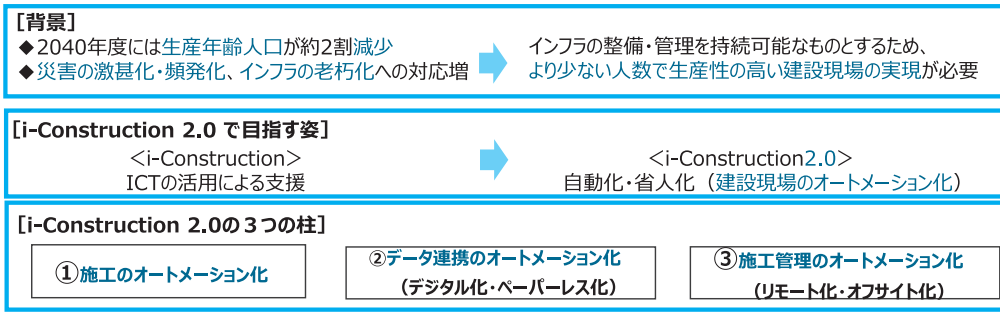 [背景]
◆2040年度には生産年齢人口が約2割減少
◆災害の激甚化・頻発化、インフラの老朽化への対応増
インフラの整備・管理を持続可能なものとするため、
より少ない人数で生産性の高い建設現場の実現が必要
[i-Construction 2.0 で目指す姿]
＜i-Construction＞
ICTの活用による支援
＜i-Construction2.0＞
自動化・省人化（建設現場のオートメーション化）
[i-Construction 2.0の３つの柱]
①施工のオートメーション化
②データ連携のオートメーション化
（デジタル化・ペーパーレス化）
③施工管理のオートメーション化
（リモート化・オフサイト化）